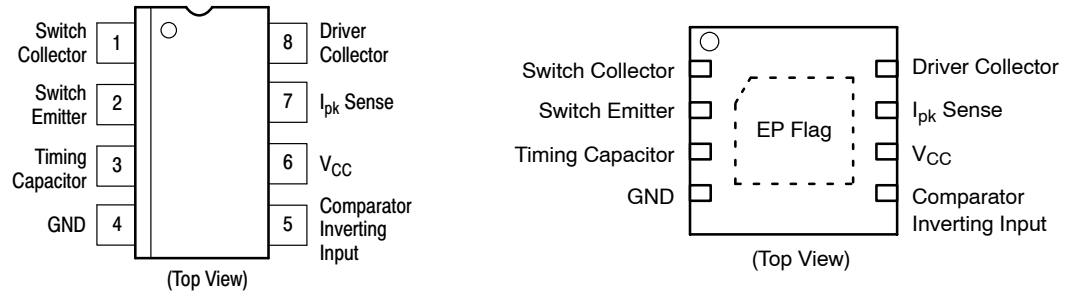 Switch
Collector
1
8
Driver
Collector
Switch
Emitter
2
7
Ipk Sense
Timing
Capacitor
3
6
VCC
GND
4
5
Comparator
Inverting
Input
(Top View)
Switch Collector
Driver Collector
Switch Emitter
Ipk Sense
EP Flag
Timing Capacitor
VCC
GND
Comparator
Inverting Input
(Top View)